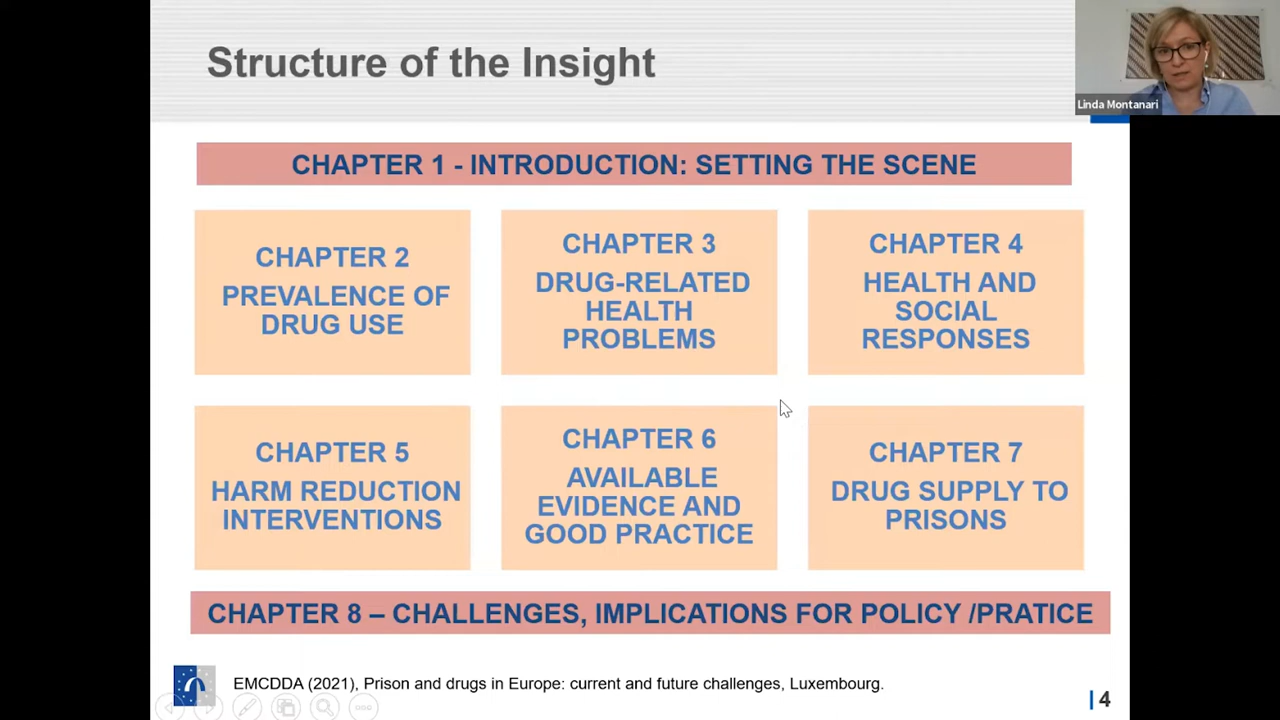 Structure of the Insight
Linda Montanari
CHAPTER 1 - INTRODUCTION: SETTING THE SCENE
CHAPTER 2
PREVALENCE OF
DRUG USE
CHAPTER 3
DRUG-RELATED
HEALTH
PROBLEMS
CHAPTER 4
HEALTH AND
SOCIAL
RESPONSES
CHAPTER 5
HARM REDUCTION
INTERVENTIONS
CHAPTER 6
AVAILABLE
EVIDENCE AND
GOOD PRACTICE
CHAPTER 7
DRUG SUPPLY TO
PRISONS
CHAPTER 8 – CHALLENGES, IMPLICATIONS FOR POLICY /PRATICE
EMCDDA (2021), Prison and drugs in Europe: current and future challenges, Luxembourg.
4